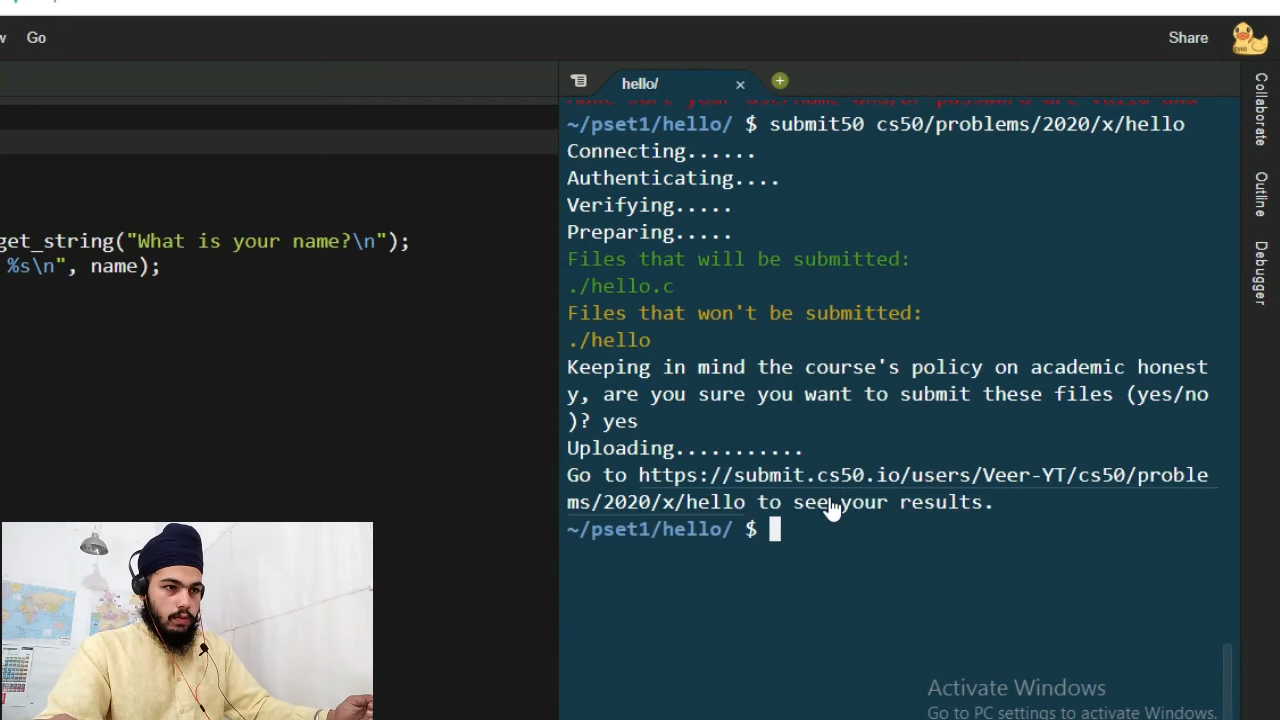 Go
Share
hello/
~/pset1/hello/ $ submit50 cs50/problems/2020/x/hello
Connecting......
Authenticating....
Verifying.....
Preparing.....
Files that will be submitted:
./hello.c
Files that won't be submitted:
./hello
Keeping in mind the course's policy on academic honest
y, are you sure you want to submit these files (yes/no
)? yes
Uploading...........
Go to https://submit.cs50.io/users/Veer-YT/cs50/proble
ms/2020/x/hello to see your results.
~/pset1/hello/ $
get_string("What is your name?\n");
%s\n", name);
Collaborate
Outline
Debugger
Activate Windows
Go to PC settings to activate Windows.